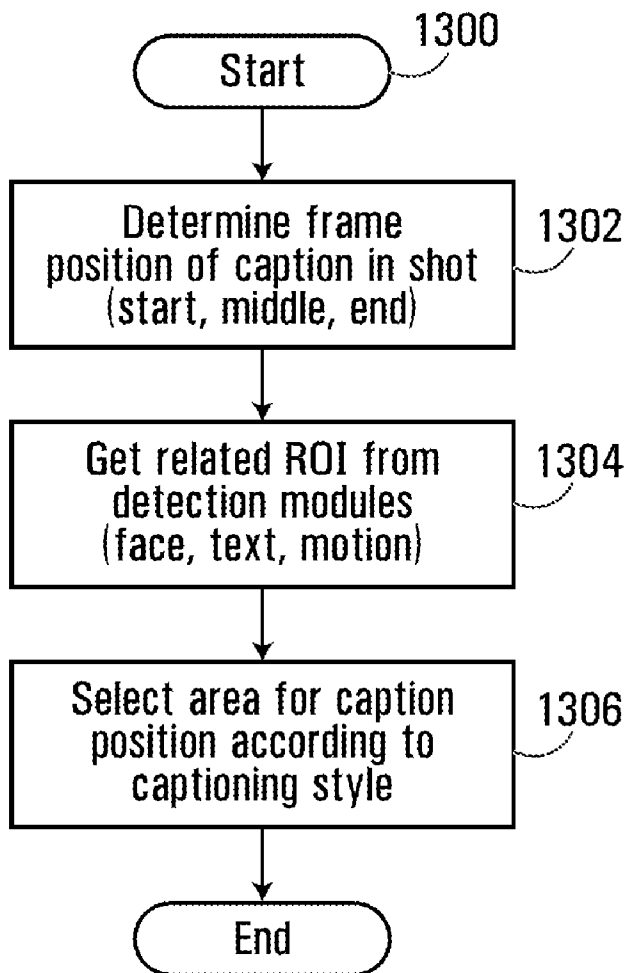 1300
Start
Determine frame
position of caption in shot
(start, middle, end)
1302
Get related ROI from
detection modules
(face, text, motion)
1304
Select area for caption
position according to
captioning style
1306
End